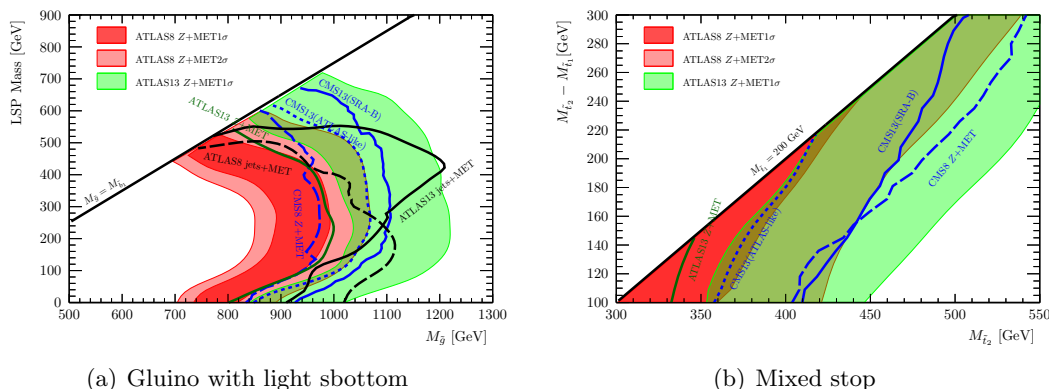 LSP Mass [GeV]
900
800
700
600
500
400
300
200
100
0
ATLAS8 Z+MET1σ
ATLAS8 Z+MET2σ
ATLAS13 Z+MET1σ
CMS13(SRA-B)
CMS13(ATLAS-like)
ATLAS13 Z+MET
ATLAS8 jets+MET
ATLAS13 jets+MET
CMS8 Z+MET
500 600 700 800 900 1000 1100 1200 1300
M_g̃ [GeV]
(a) Gluino with light sbottom
M_t̃₂ − M_t̃₁[GeV]
300
280
260
240
220
200
180
160
140
120
100
ATLAS8 Z+MET1σ
ATLAS8 Z+MET2σ
ATLAS13 Z+MET1σ
M_t̃₁ = 200 GeV
CMS13(SRA-B)
CMS8 Z+MET
ATLAS13 Z+MET
CMS13(ATLAS-like)
300 350 400 450 500 550
M_t̃₂ [GeV]
(b) Mixed stop